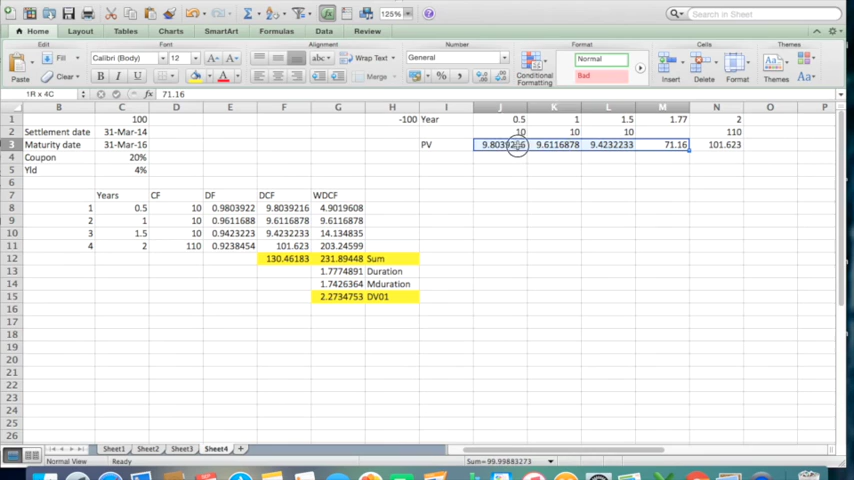 125%
Search in Sheet
Home Layout Tables Charts SmartArt Formulas Data Review
Edit Font Alignment Number Format Cells Themes
Fill Calibri (Body) 12 A A abc Wrap Text General Normal
Paste Clear B I U A Merge % , Conditional Formatting Bad Insert Delete Format Themes Aa
1R x 4C fx 71.16
B C D E F G H I J K L M N O P
1 100 -100 Year 0.5 1 1.5 1.77 2
2 Settlement date 31-Mar-14 10 10 10 110
3 Maturity date 31-Mar-16 PV 9.6116878 9.4232233 71.16 101.623
4 Coupon 20%
5 Yld 4%
6
7 Years CF DF DCF WDCF
8 1 0.5 10 0.9803922 9.8039216 4.9019608
9 2 1 10 0.9611688 9.6116878 9.6116878
10 3 1.5 10 0.9423223 9.4232233 14.134835
11 4 2 110 0.9238454 101.623 203.24599
12 130.46183 231.89448 Sum
13 1.7774891 Duration
14 1.7426364 Mduration
15 2.2734753 DV01
16
17
18
19
20
21
22
23
24
25
26
Sheet1 Sheet2 Sheet3 Sheet4
Normal View Ready Sum=99.99883273